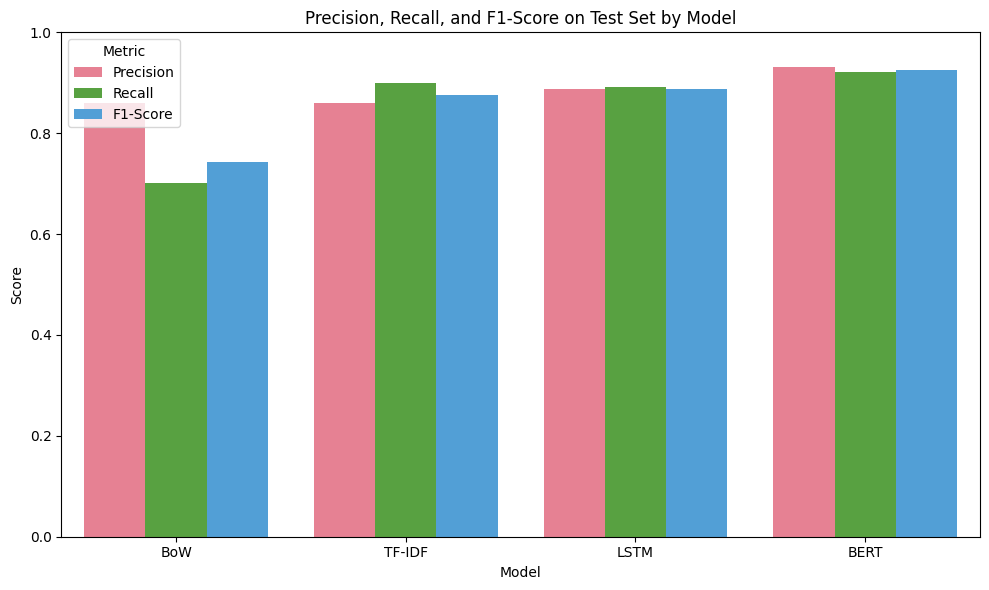 Precision, Recall, and F1-Score on Test Set by Model
1.0
Metric
Precision
Recall
F1-Score
0.8
0.6
Score
0.4
0.2
0.0
BoW TF-IDF LSTM BERT
Model